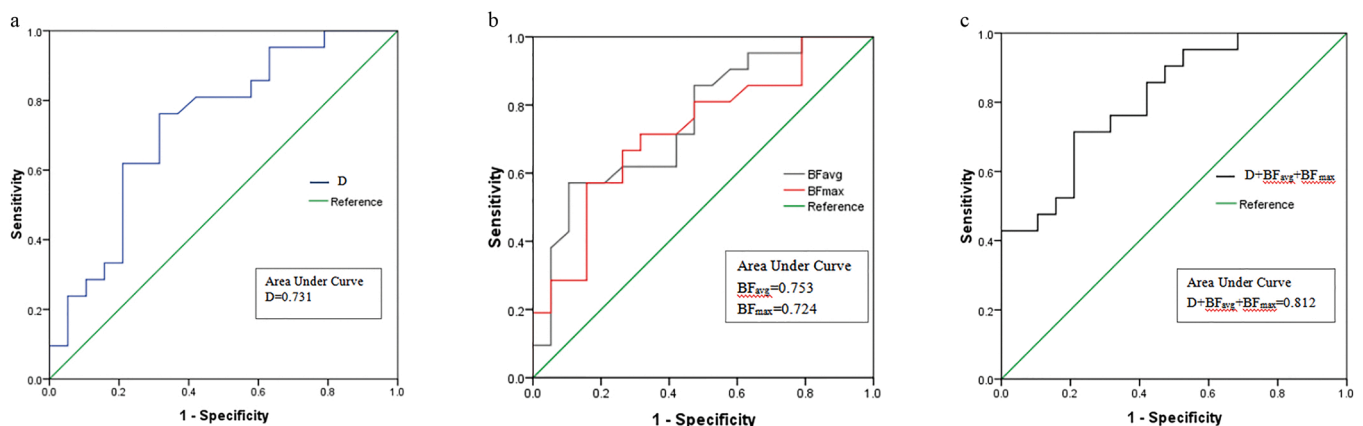 a
1.0
0.8
0.6
0.4
0.2
0.0
Sensitivity
D
Reference
Area Under Curve
D=0.731
0.0 0.2 0.4 0.6 0.8 1.0
1 - Specificity
b
1.0
0.8
0.6
0.4
0.2
0.0
Sensitivity
BFavg
BFmax
Reference
Area Under Curve
BFavg=0.753
BFmax=0.724
0.0 0.2 0.4 0.6 0.8 1.0
1 - Specificity
c
1.0
0.8
0.6
0.4
0.2
0.0
Sensitivity
D+BFavg+BFmax
Reference
Area Under Curve
D+BFavg+BFmax=0.812
0.0 0.2 0.4 0.6 0.8 1.0
1 - Specificity